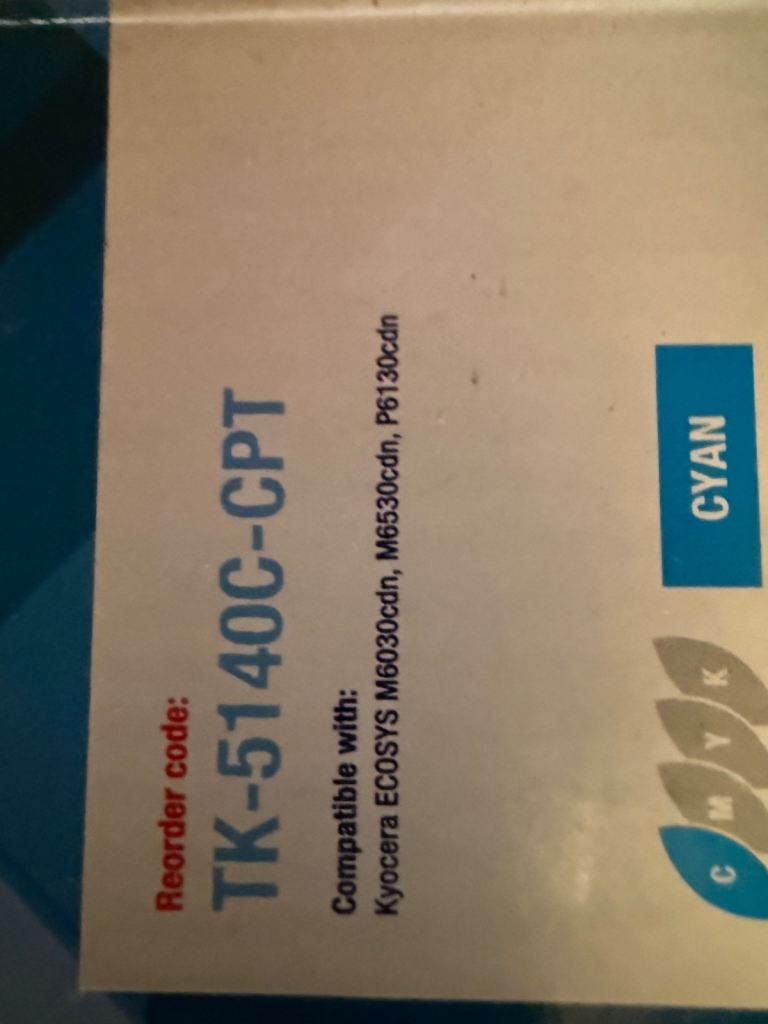 Reorder code:
TK-5140C-CPT
Compatible with:
Kyocera ECOSYS M6030cdn, M6530cdn, P6130cdn
C M Y K
CYAN